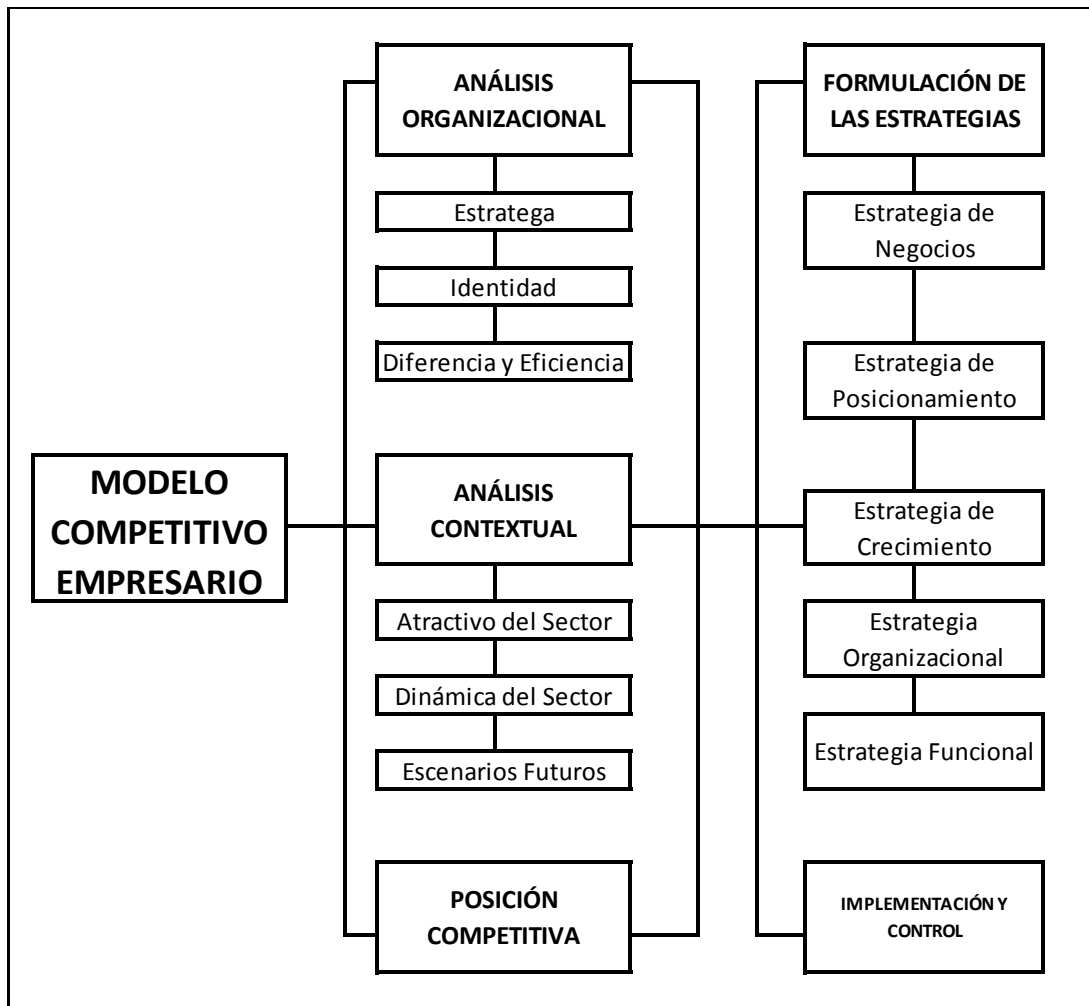 MODELO
COMPETITIVO
EMPRESARIO
ANÁLISIS
ORGANIZACIONAL
Estratega
Identidad
Diferencia y Eficiencia
ANÁLISIS
CONTEXTUAL
Atractivo del Sector
Dinámica del Sector
Escenarios Futuros
POSICIÓN
COMPETITIVA
FORMULACIÓN DE
LAS ESTRATEGIAS
Estrategia de
Negocios
Estrategia de
Posicionamiento
Estrategia de
Crecimiento
Estrategia
Organizacional
Estrategia Funcional
IMPLEMENTACIÓN Y
CONTROL